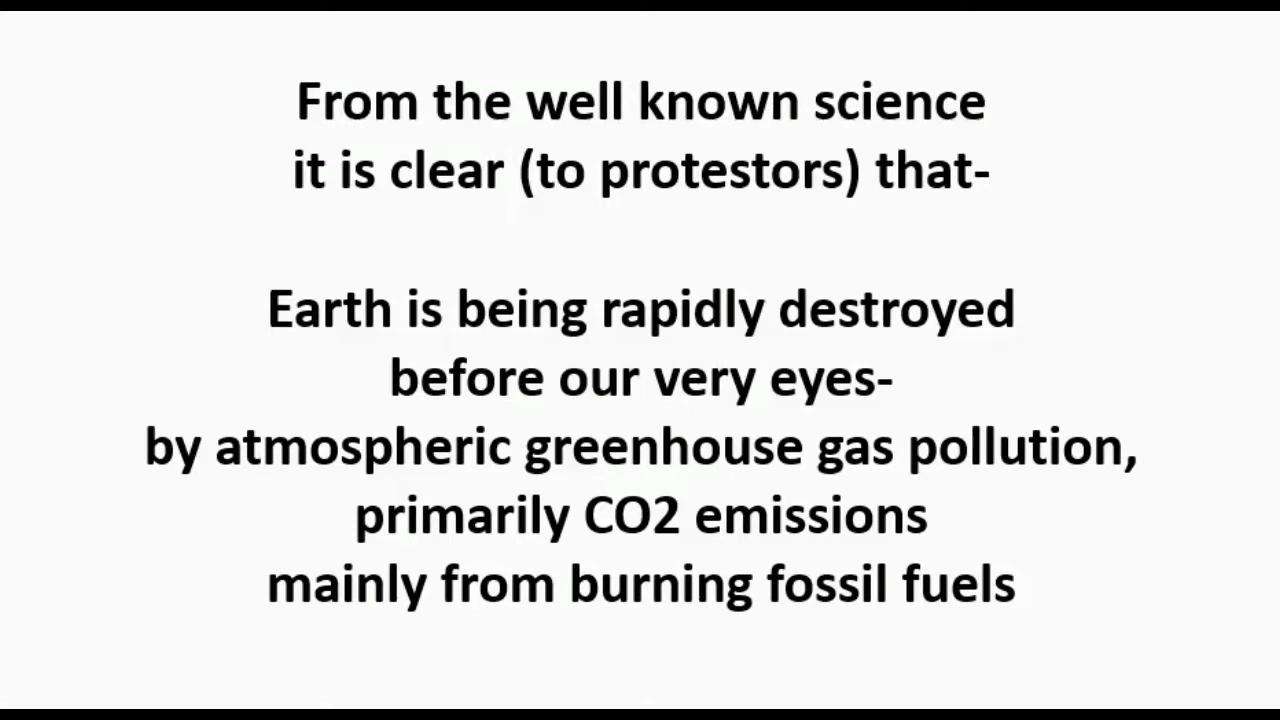 From the well known science
it is clear (to protestors) that-
Earth is being rapidly destroyed
before our very eyes-
by atmospheric greenhouse gas pollution,
primarily CO2 emissions
mainly from burning fossil fuels